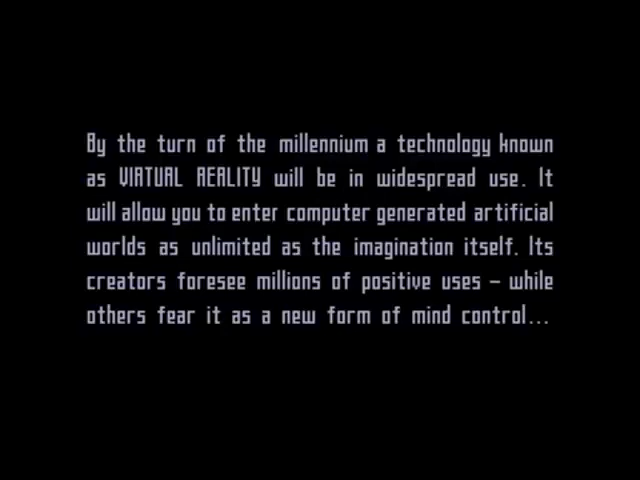 By the turn of the millennium a technology known
as VIRTUAL REALITY will be in widespread use. It
will allow you to enter computer generated artificial
worlds as unlimited as the imagination itself. Its
creators foresee millions of positive uses – while
others fear it as a new form of mind control...